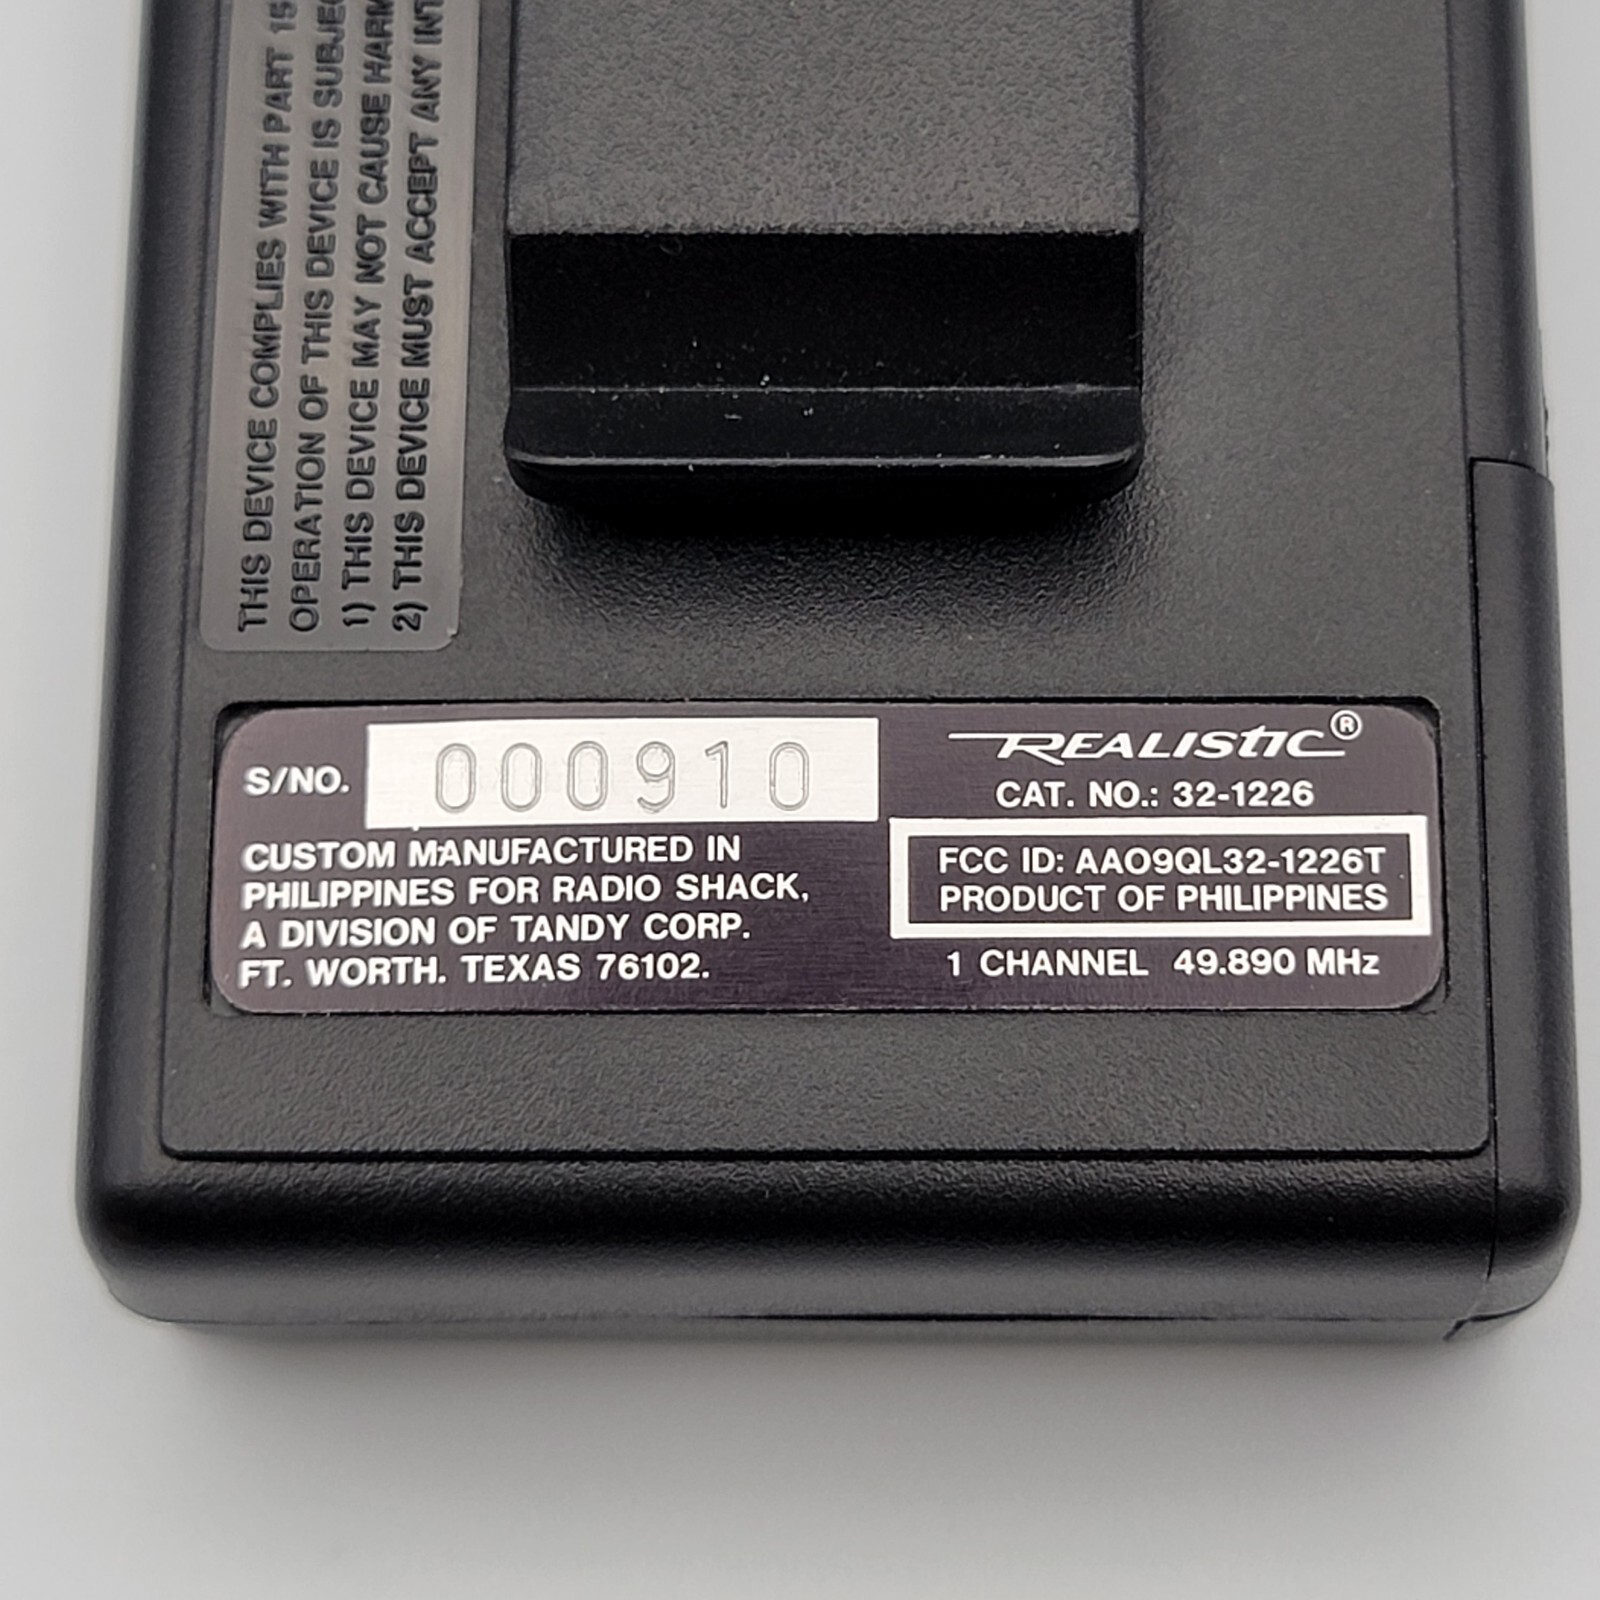 THIS DEVICE COMPLIES WITH PART 15
OPERATION OF THIS DEVICE IS
1) THIS DEVICE MAY NOT CAUSE
2) THIS DEVICE MUST ACCEPT ANY
S/NO. 000910
CUSTOM MANUFACTURED IN
PHILIPPINES FOR RADIO SHACK,
A DIVISION OF TANDY CORP.
FT. WORTH. TEXAS 76102.
REALISTIC®
CAT. NO.: 32-1226
FCC ID: AAO9QL32-1226T
PRODUCT OF PHILIPPINES
1 CHANNEL 49.890 MHz